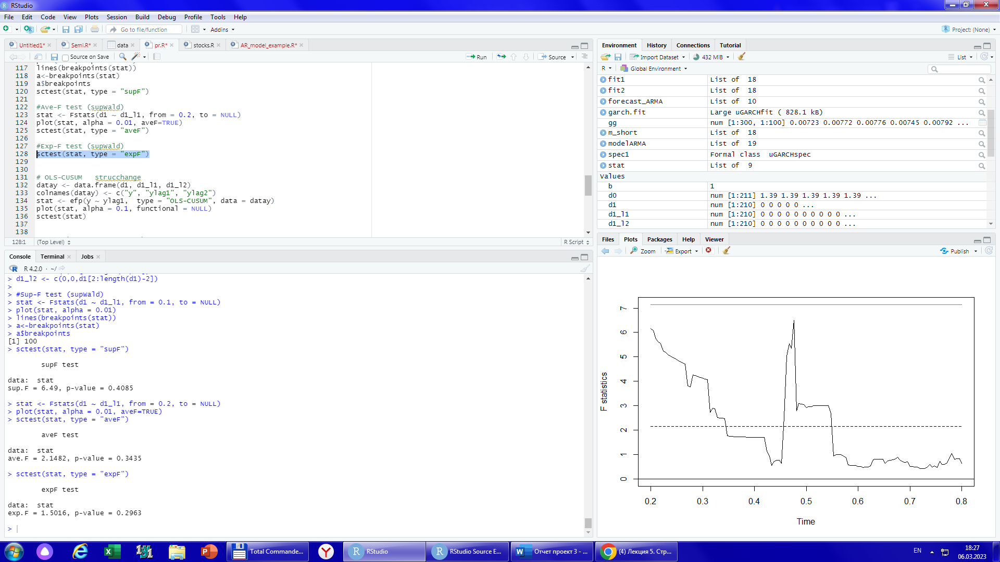 RStudio
File Edit Code View Plots Session Build Debug Profile Tools Help
Go to file/function Addins Project: (None)
Untitled1* Semi.R* data pr.R* stocks.R AR_model_example.R*
Source on Save Run Source
117 lines(breakpoints(stat))
118 a<-breakpoints(stat)
119 a$breakpoints
120 sctest(stat, type = "supF")
121
122 #Ave-F test (supWald)
123 stat <- Fstats(d1 ~ d1_l1, from = 0.2, to = NULL)
124 plot(stat, alpha = 0.01, aveF=TRUE)
125 sctest(stat, type = "aveF")
126
127 #Exp-F test (supWald)
128 sctest(stat, type = "expF")
129
130
131 # OLS-CUSUM strucchange
132 datay <- data.frame(d1, d1_l1, d1_l2)
133 colnames(datay) <- c("y", "ylag1", "ylag2")
134 stat <- efp(y ~ ylag1, type = "OLS-CUSUM", data = datay)
135 plot(stat, alpha = 0.1, functional = NULL)
136 sctest(stat)
137
138
128:1 (Top Level) R Script
Console Terminal Jobs
R 4.2.0 · ~/
> d1_l2 <- c(0,0,d1[2:length(d1)-2])
>
> #Sup-F test (supWald)
> stat <- Fstats(d1 ~ d1_l1, from = 0.1, to = NULL)
> plot(stat, alpha = 0.01)
> lines(breakpoints(stat))
> a<-breakpoints(stat)
> a$breakpoints
[1] 100
> sctest(stat, type = "supF")
supF test
data: stat
sup.F = 6.49, p-value = 0.4085
> stat <- Fstats(d1 ~ d1_l1, from = 0.2, to = NULL)
> plot(stat, alpha = 0.01, aveF=TRUE)
> sctest(stat, type = "aveF")
aveF test
data: stat
ave.F = 2.1482, p-value = 0.3435
> sctest(stat, type = "expF")
expF test
data: stat
exp.F = 1.5016, p-value = 0.2963
>
Environment History Connections Tutorial
Import Dataset 432 MiB List
R Global Environment
fit1 List of 18
fit2 List of 18
forecast_ARMA List of 10
garch.fit Large uGARCHfit ( 828.1 kB)
gg num [1:300, 1:100] 0.00723 0.00772 0.00776 0.00745 0.00792 ...
m_short List of 18
modelARMA List of 19
spec1 Formal class uGARCHspec
stat List of 9
Values
b 1
d0 num [1:211] 1.39 1.39 1.39 1.39 1.39 ...
d1 num [1:210] 0 0 0 0 0 ...
d1_l1 num [1:210] 0 0 0 0 0 0 0 0 0 0 ...
d1_l2 num [1:210] 0 0 0 0 0 0 0 0 0 0 ...
Files Plots Packages Help Viewer
Zoom Export Publish
F statistics
7
6
5
4
3
2
1
0
0.2 0.3 0.4 0.5 0.6 0.7 0.8
Time
Total Commande... RStudio RStudio Source E... Отчет проект 3 - ... (4) Лекция 5. Стр... EN 18:27
06.03.2023